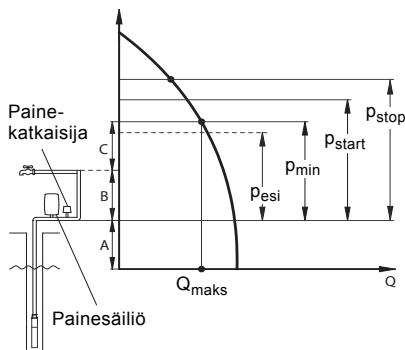 Paine-
katkaisija
C
B
A
p_stop
p_start
p_min
p_esi
Q_maks
Q
Painesäiliö